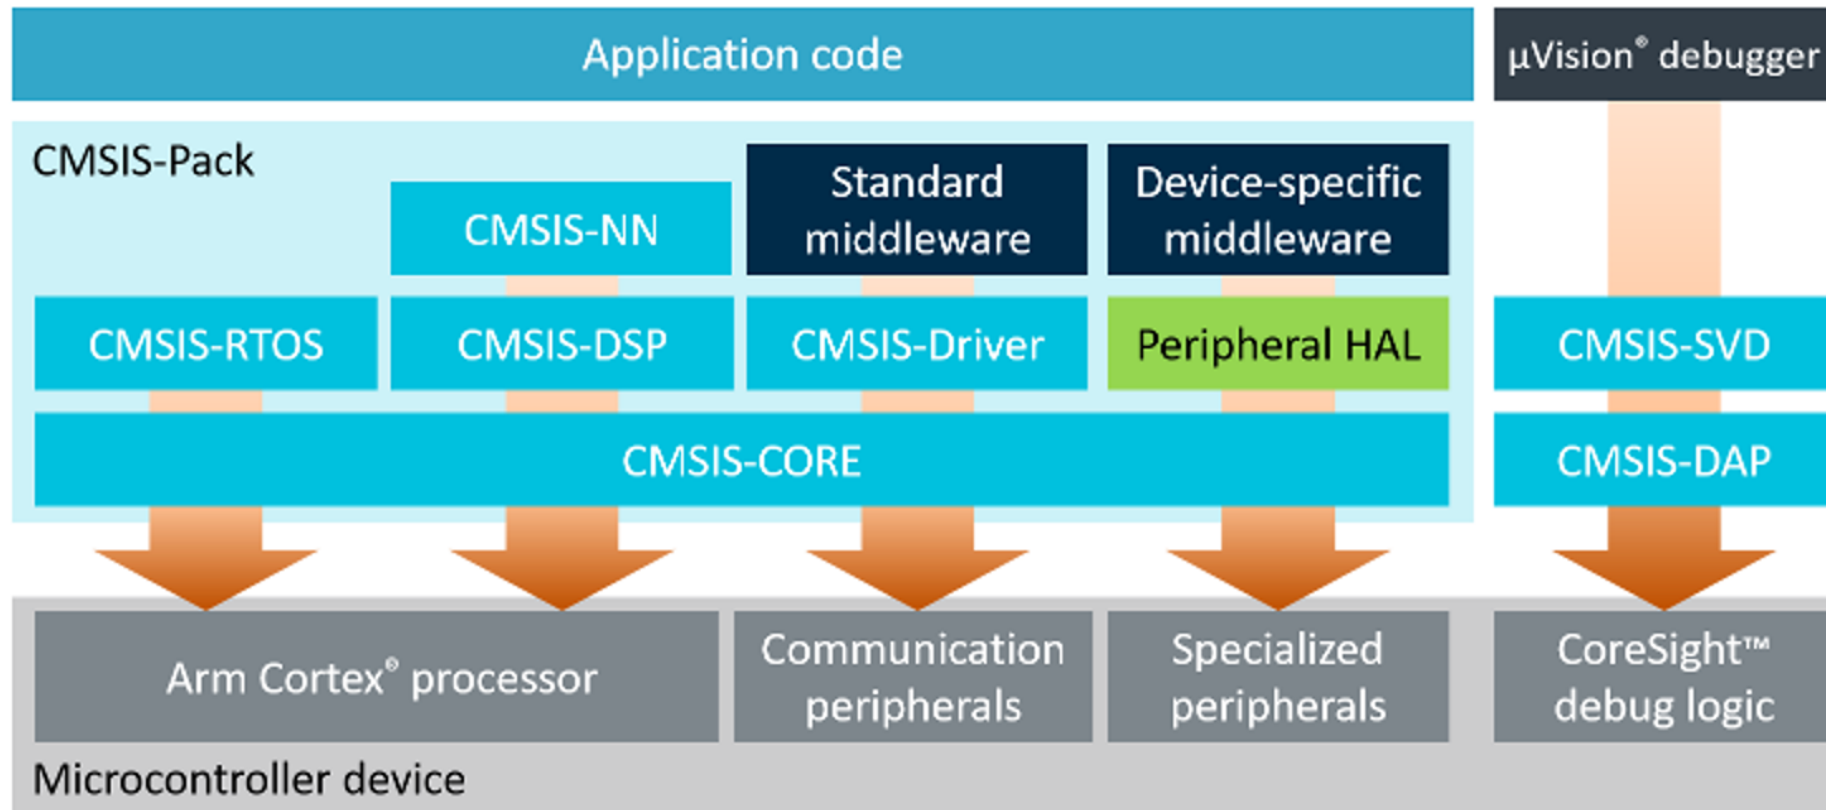 Application code
µVision® debugger
CMSIS-Pack
CMSIS-NN
Standard
middleware
Device-specific
middleware
CMSIS-RTOS
CMSIS-DSP
CMSIS-Driver
Peripheral HAL
CMSIS-SVD
CMSIS-CORE
CMSIS-DAP
Arm Cortex® processor
Communication
peripherals
Specialized
peripherals
CoreSight™
debug logic
Microcontroller device